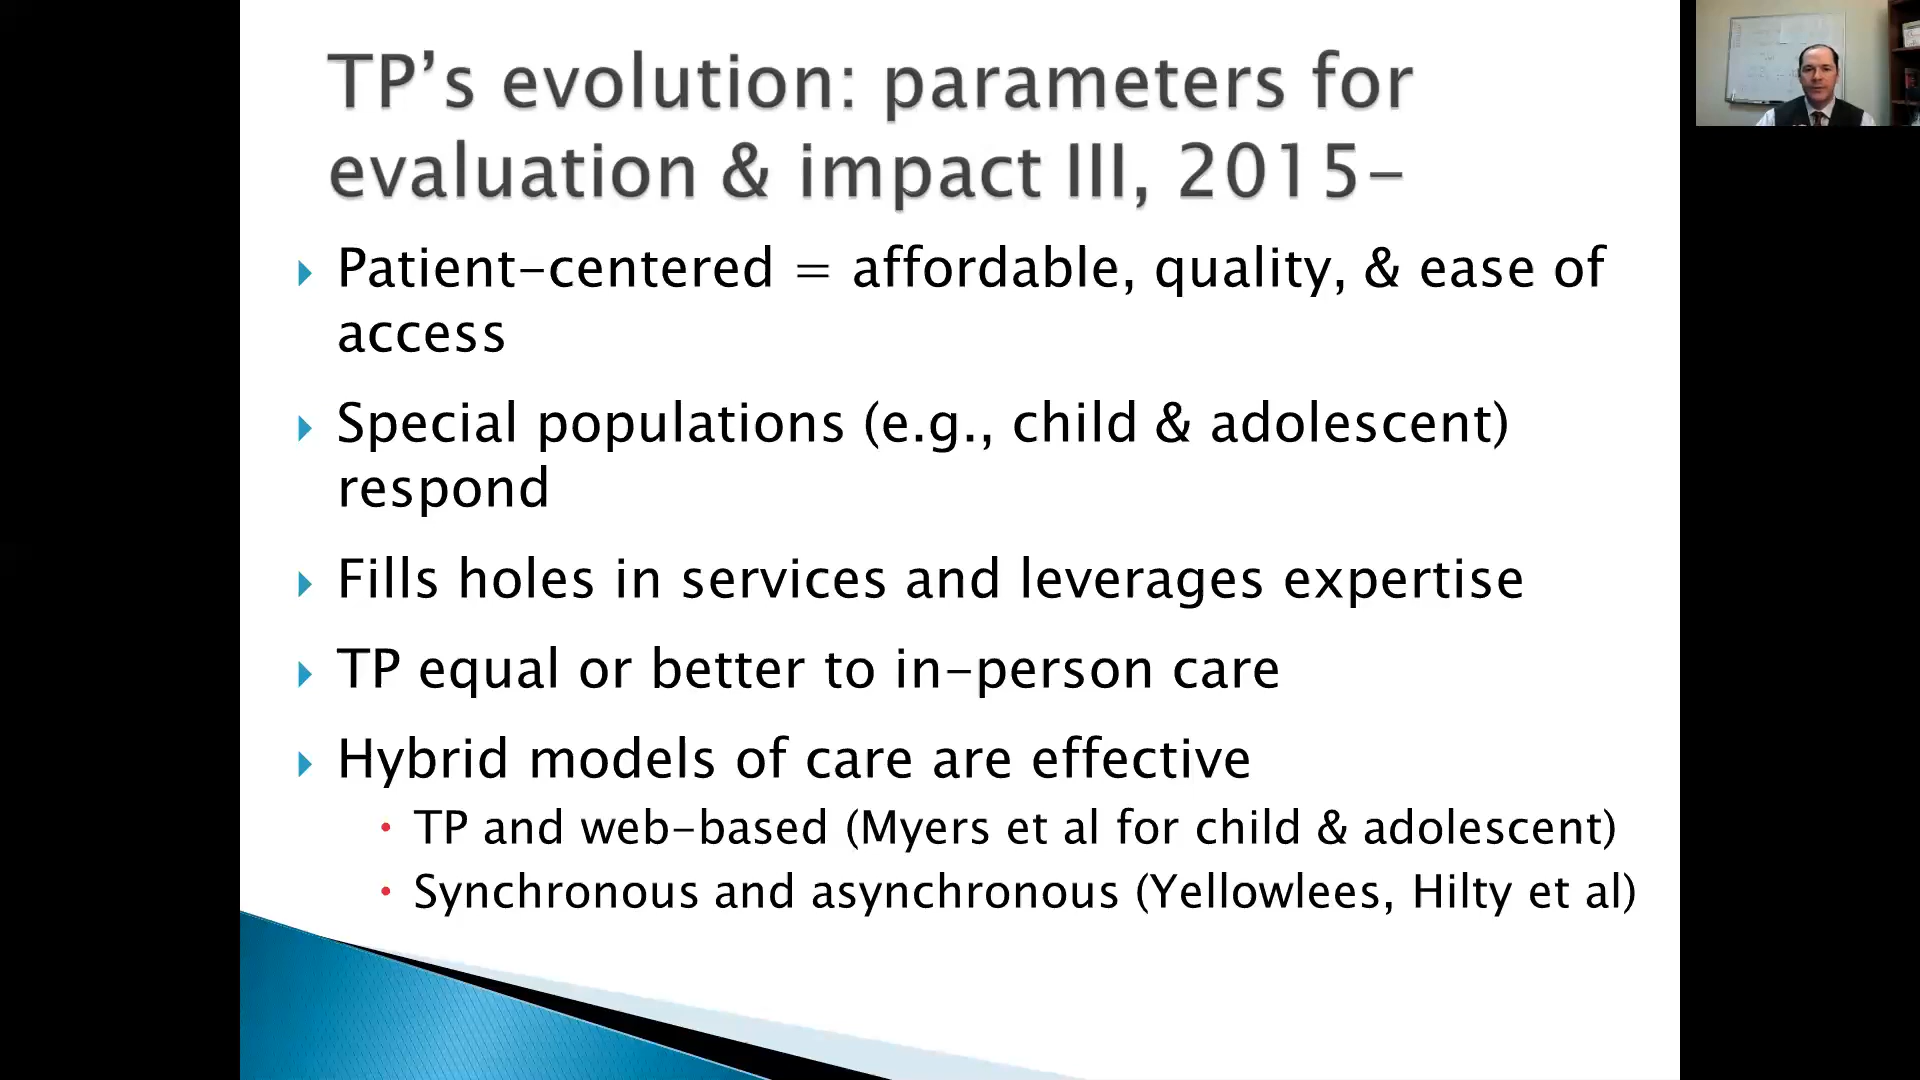 TP’s evolution: parameters for
evaluation & impact III, 2015-
Patient-centered = affordable, quality, & ease of
access
Special populations (e.g., child & adolescent)
respond
Fills holes in services and leverages expertise
TP equal or better to in-person care
Hybrid models of care are effective
TP and web-based (Myers et al for child & adolescent)
Synchronous and asynchronous (Yellowlees, Hilty et al)